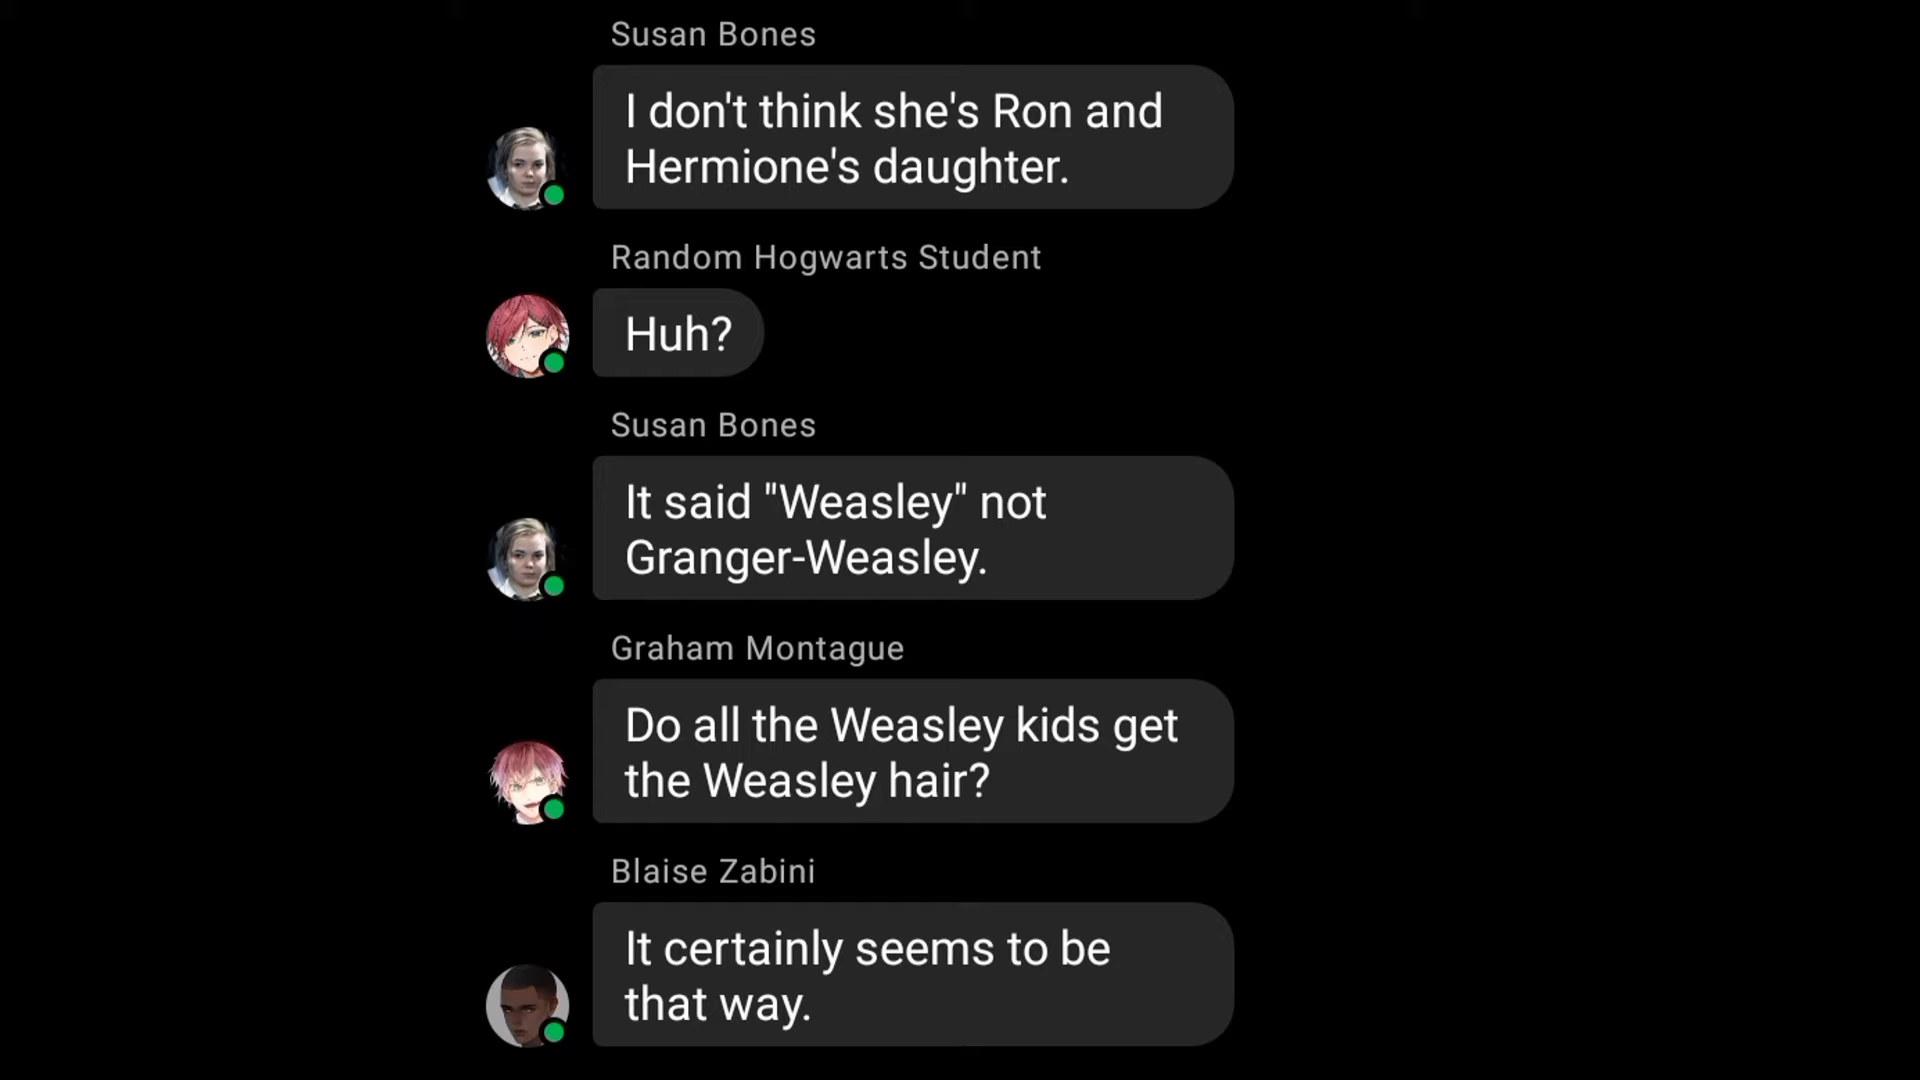 Susan Bones
I don't think she's Ron and
Hermione's daughter.
Random Hogwarts Student
Huh?
Susan Bones
It said "Weasley" not
Granger-Weasley.
Graham Montague
Do all the Weasley kids get
the Weasley hair?
Blaise Zabini
It certainly seems to be
that way.